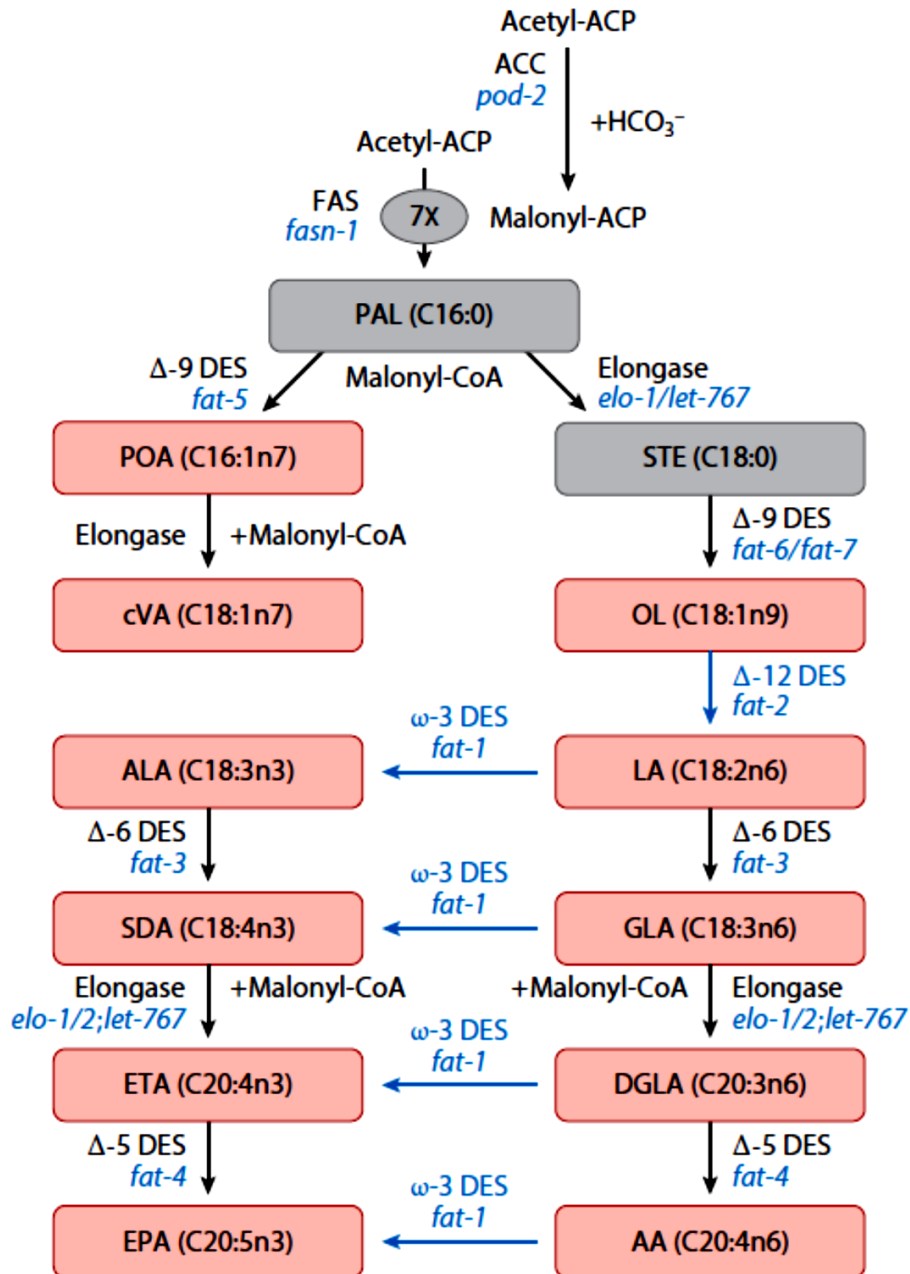 Acetyl-ACP
ACC
pod-2
+HCO₃⁻
Acetyl-ACP
FAS
fasn-1
7X
Malonyl-ACP
PAL (C16:0)
Δ-9 DES
fat-5
Malonyl-CoA
Elongase
elo-1/let-767
POA (C16:1n7)
STE (C18:0)
Elongase
+Malonyl-CoA
Δ-9 DES
fat-6/fat-7
cVA (C18:1n7)
OL (C18:1n9)
Δ-12 DES
fat-2
ω-3 DES
fat-1
ALA (C18:3n3)
LA (C18:2n6)
Δ-6 DES
fat-3
Δ-6 DES
fat-3
ω-3 DES
fat-1
SDA (C18:4n3)
GLA (C18:3n6)
Elongase
elo-1/2;let-767
+Malonyl-CoA
+Malonyl-CoA
Elongase
elo-1/2;let-767
ω-3 DES
fat-1
ETA (C20:4n3)
DGLA (C20:3n6)
Δ-5 DES
fat-4
Δ-5 DES
fat-4
ω-3 DES
fat-1
EPA (C20:5n3)
AA (C20:4n6)